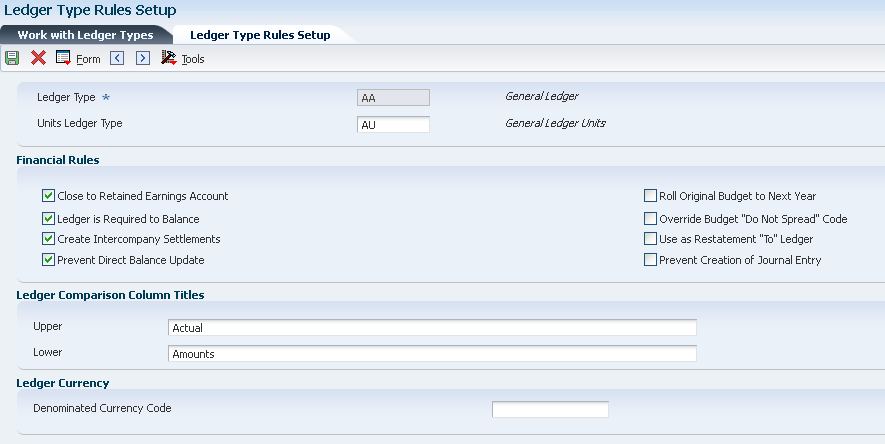 Ledger Type Rules Setup
Work with Ledger Types Ledger Type Rules Setup
Form Tools
Ledger Type * AA General Ledger
Units Ledger Type AU General Ledger Units
Financial Rules
Close to Retained Earnings Account Roll Original Budget to Next Year
Ledger is Required to Balance Override Budget "Do Not Spread" Code
Create Intercompany Settlements Use as Restatement "To" Ledger
Prevent Direct Balance Update Prevent Creation of Journal Entry
Ledger Comparison Column Titles
Upper Actual
Lower Amounts
Ledger Currency
Denominated Currency Code